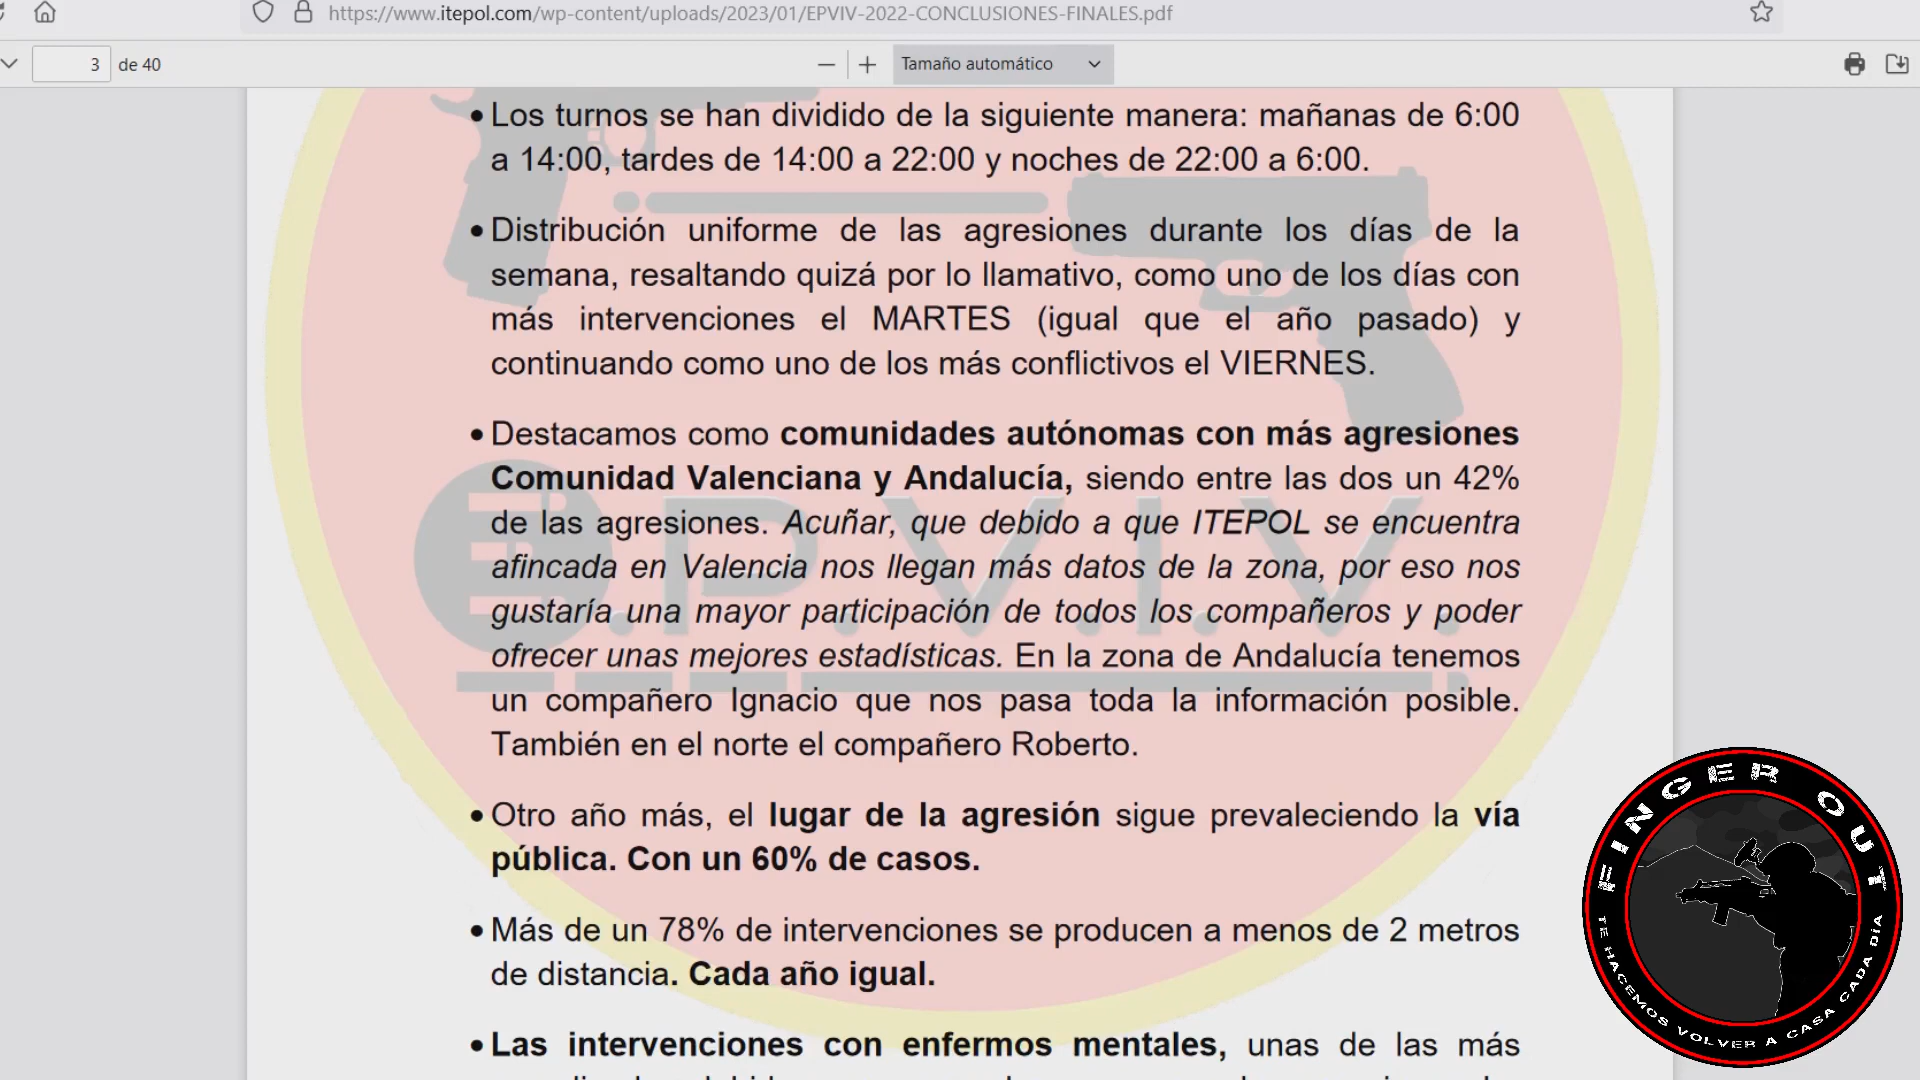 https://www.itepol.com/wp-content/uploads/2023/01/EPVIV-2022-CONCLUSIONES-FINALES.pdf
3 de 40
Tamaño automático
• Los turnos se han dividido de la siguiente manera: mañanas de 6:00
a 14:00, tardes de 14:00 a 22:00 y noches de 22:00 a 6:00.
• Distribución uniforme de las agresiones durante los días de la
semana, resaltando quizá por lo llamativo, como uno de los días con
más intervenciones el MARTES (igual que el año pasado) y
continuando como uno de los más conflictivos el VIERNES.
• Destacamos como comunidades autónomas con más agresiones
Comunidad Valenciana y Andalucía, siendo entre las dos un 42%
de las agresiones. Acuñar, que debido a que ITEPOL se encuentra
afincada en Valencia nos llegan más datos de la zona, por eso nos
gustaría una mayor participación de todos los compañeros y poder
ofrecer unas mejores estadísticas. En la zona de Andalucía tenemos
un compañero Ignacio que nos pasa toda la información posible.
También en el norte el compañero Roberto.
• Otro año más, el lugar de la agresión sigue prevaleciendo la vía
pública. Con un 60% de casos.
• Más de un 78% de intervenciones se producen a menos de 2 metros
de distancia. Cada año igual.
• Las intervenciones con enfermos mentales, unas de las más
E.P.V.I.V.
FINGER OUT
TE HACEMOS VOLVER A CASA CADA DÍA